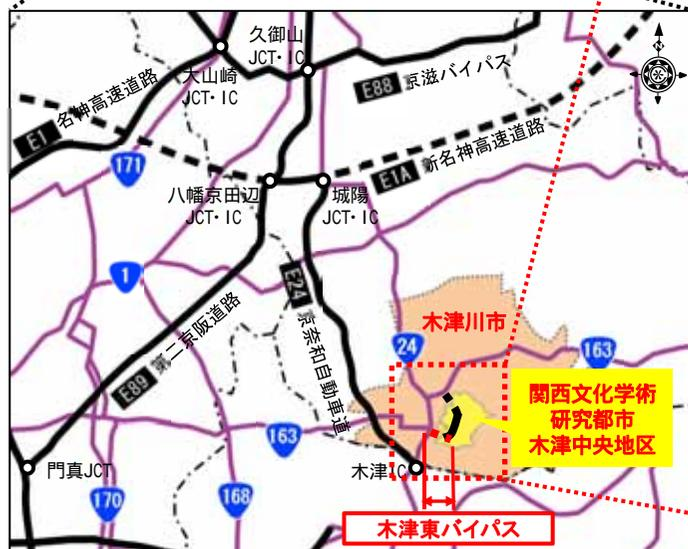 久御山
JCT・IC
N
大山崎
JCT・IC
E1 名神高速道路
E88 京滋バイパス
171
E1A 新名神高速道路
八幡京田辺
JCT・IC
城陽
JCT・IC
1
E24 京奈和自動車道
木津川市
24
163
E89 第二京阪道路
関西文化学術
研究都市
木津中央地区
163
門真JCT
木津IC
170
168
木津東バイパス